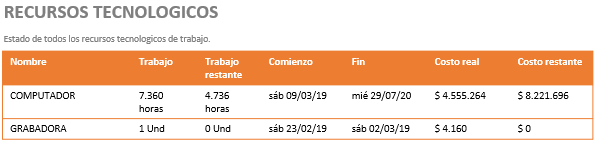 RECURSOS TECNOLOGICOS
Estado de todos los recursos tecnologicos de trabajo.
Nombre Trabajo Trabajo restante Comienzo Fin Costo real Costo restante
COMPUTADOR 7.360 horas 4.736 horas sáb 09/03/19 mié 29/07/20 $ 4.555.264 $ 8.221.696
GRABADORA 1 Und 0 Und sáb 23/02/19 sáb 02/03/19 $ 4.160 $ 0